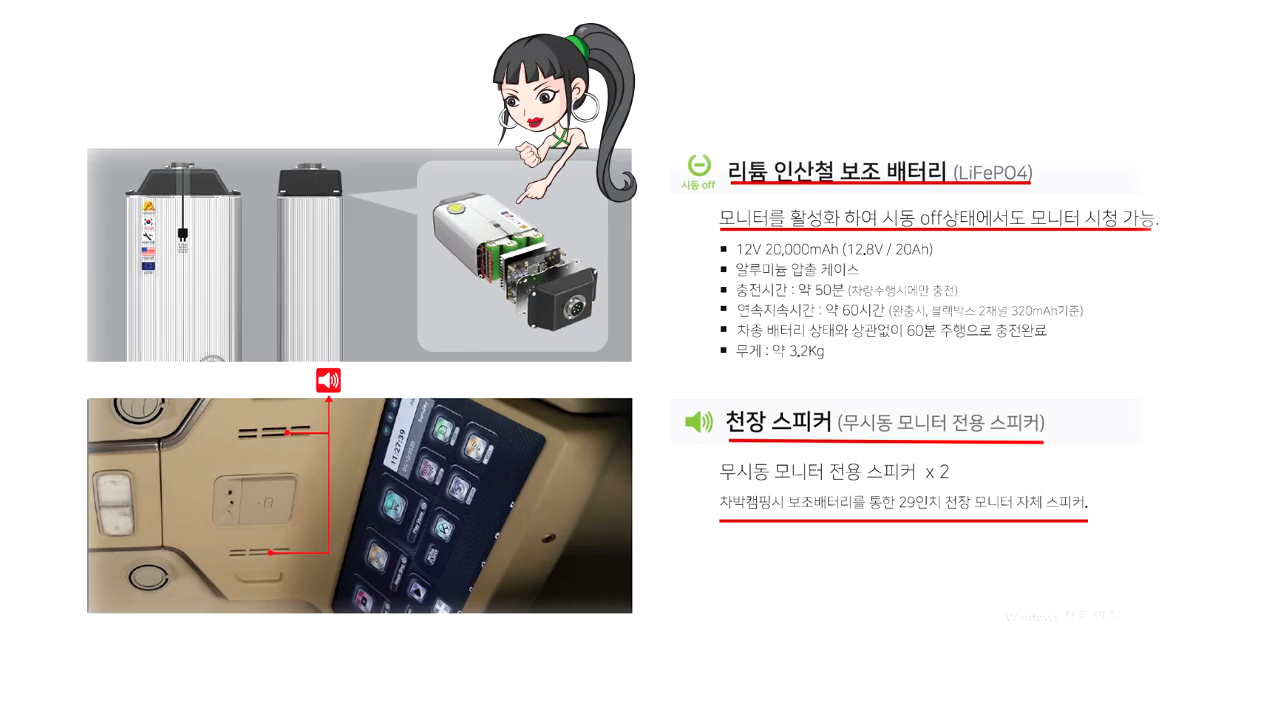 시동 off
리튬 인산철 보조 배터리 (LiFePO4)
모니터를 활성화 하여 시동 off상태에서도 모니터 시청 가능.
■ 12V 20,000mAh (12.8V / 20Ah)
■ 알루미늄 압출 케이스
■ 충전시간 : 약 50분 (차량주행시에만 충전)
■ 연속지속시간 : 약 60시간 (완충시, 블랙박스 2채널 320mAh기준)
■ 차종 배터리 상태와 상관없이 60분 주행으로 충전완료
■ 무게 : 약 3.2Kg
11:27:39
천장 스피커 (무시동 모니터 전용 스피커)
무시동 모니터 전용 스피커 x 2
차박캠핑시 보조배터리를 통한 29인치 천장 모니터 자체 스피커.
Windows 정품 인증